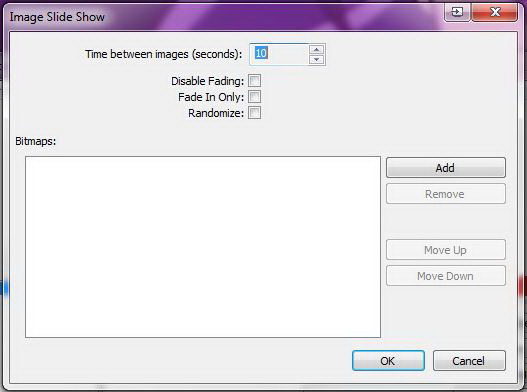 Image Slide Show
Time between images (seconds): 10
Disable Fading:
Fade In Only:
Randomize:
Bitmaps:
Add
Remove
Move Up
Move Down
OK
Cancel